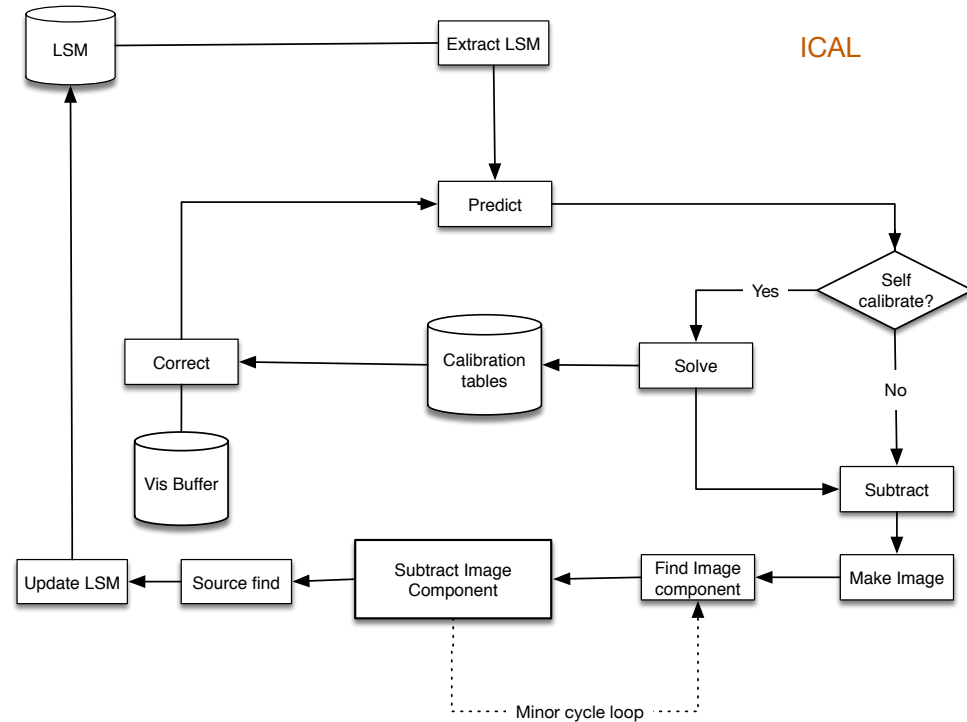 LSM
Extract LSM
ICAL
Predict
Self
calibrate?
Yes
Correct
Calibration
tables
Solve
No
Vis Buffer
Subtract
Update LSM
Source find
Subtract Image
Component
Find Image
component
Make Image
Minor cycle loop